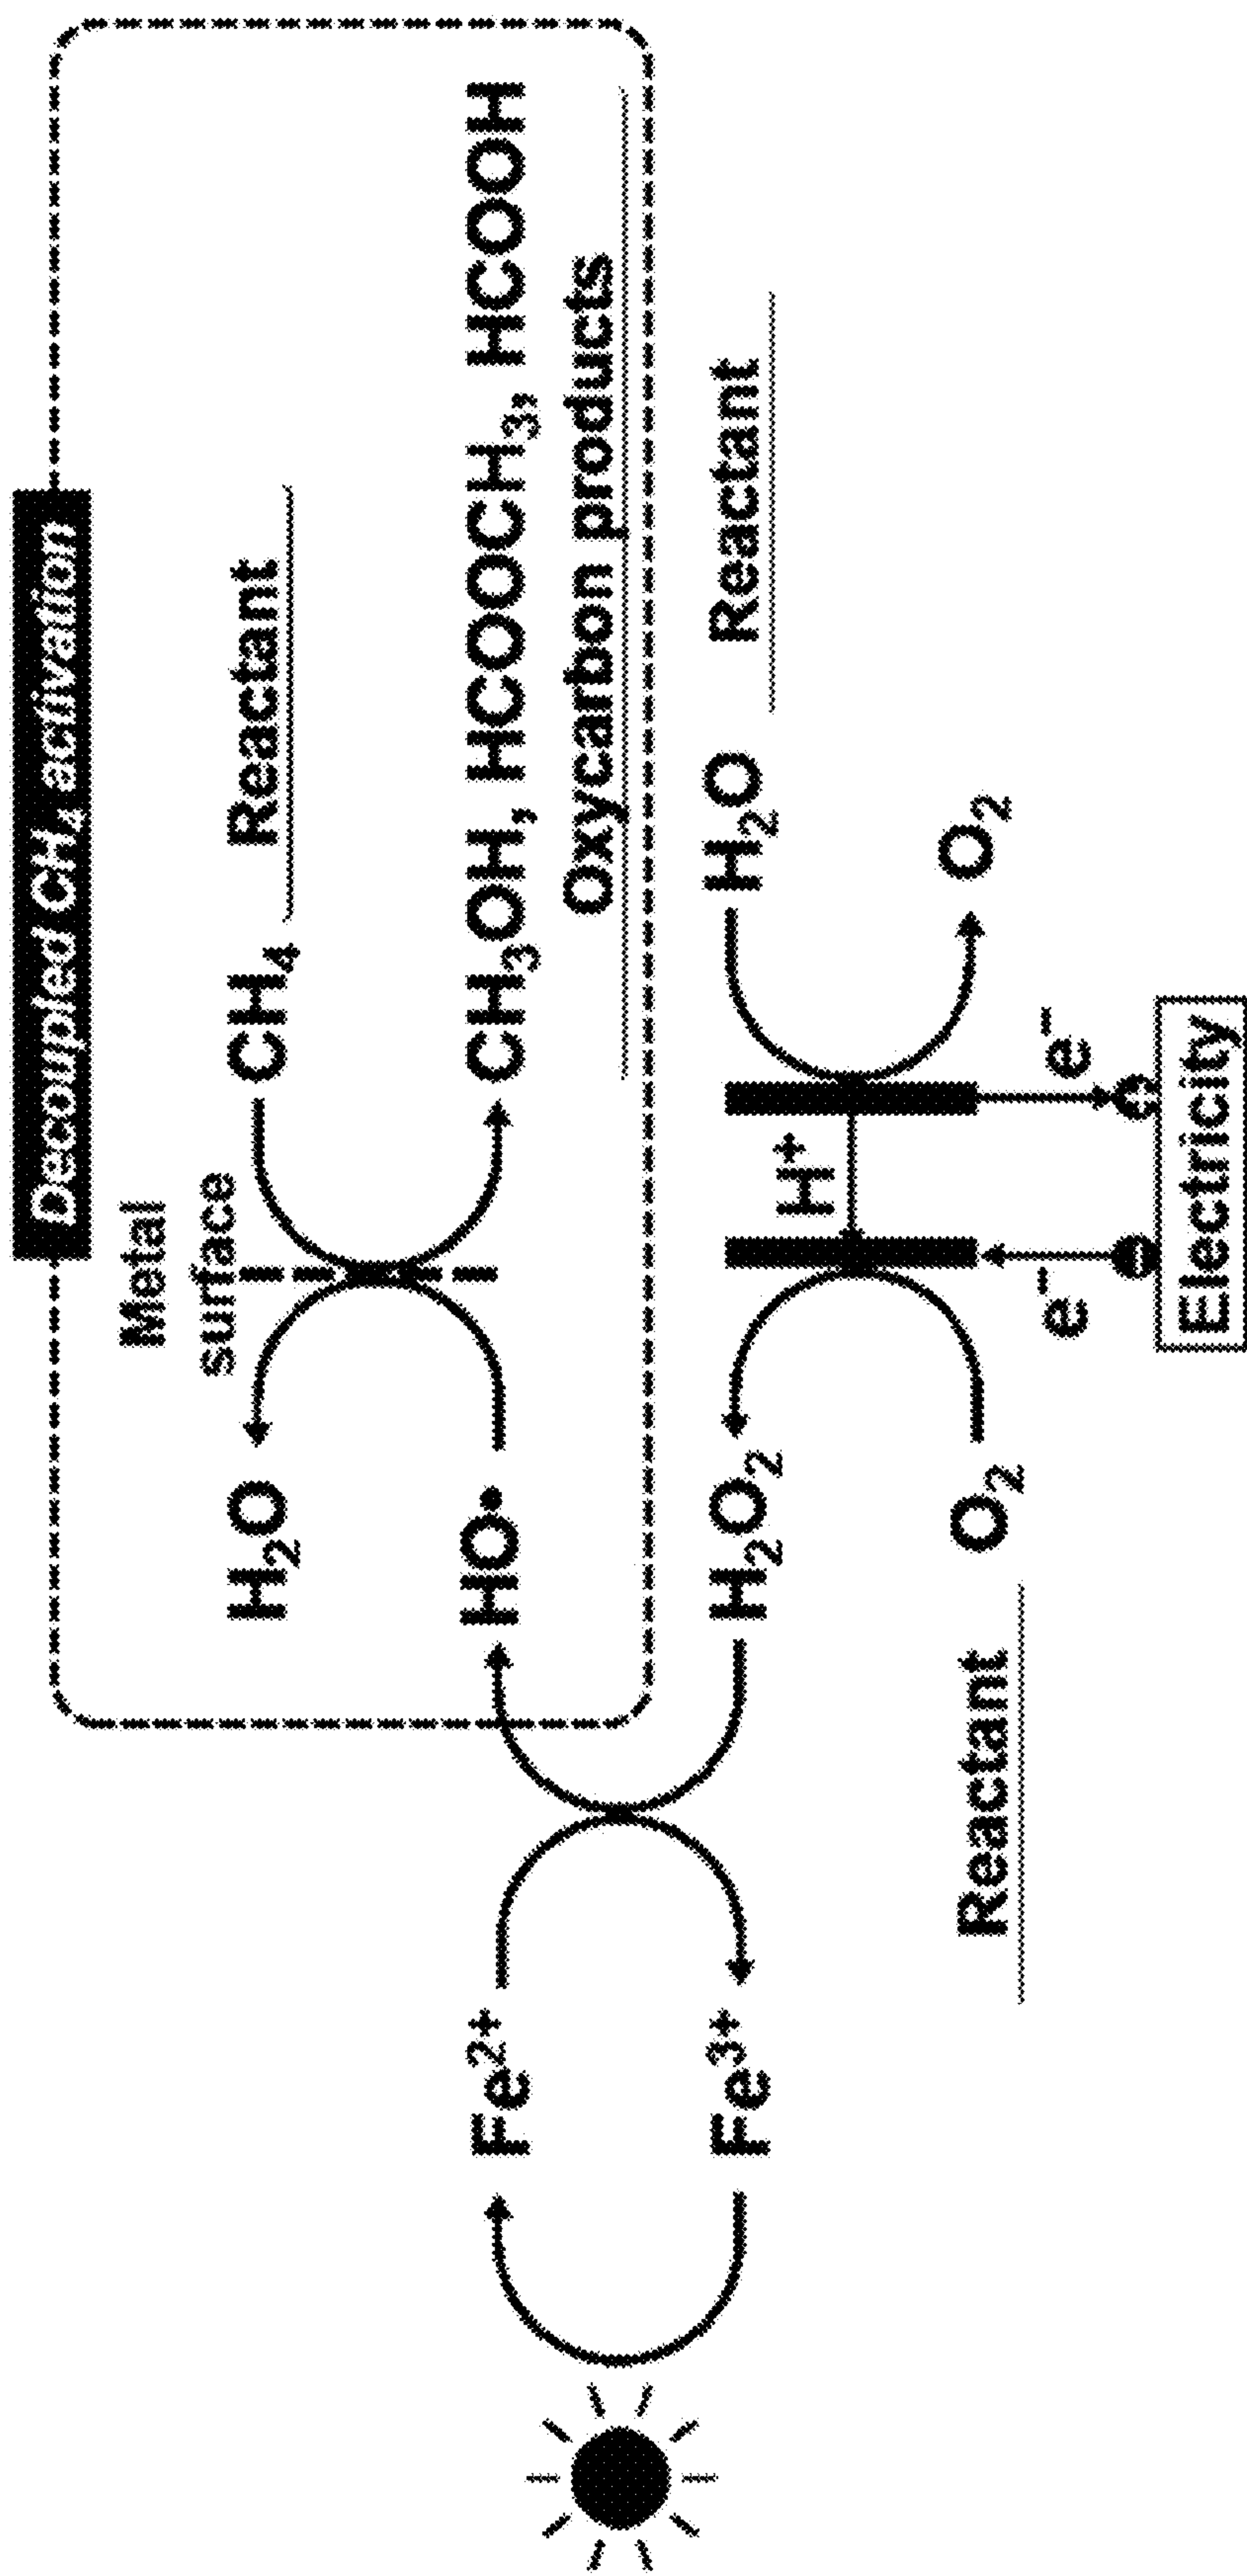 Decoupled CH activation
Metal
surface
H₂O
CH₄
Reactant
Fe²⁺
HO•
CH₃OH, HCOOCH₃, HCOOH
Oxycarbon products
Fe³⁺
H₂O₂
H⁺
H₂O
Reactant
Reactant
O₂
O₂
e⁻
e⁻
−
+
Electricity